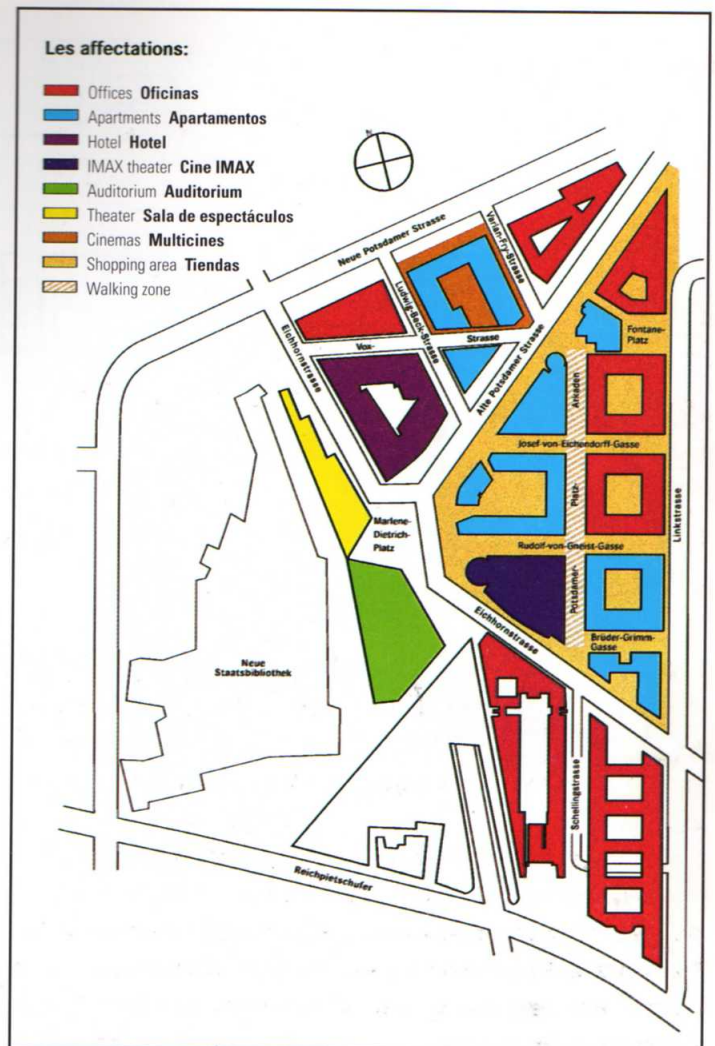 Les affectations:
Offices Oficinas
Apartments Apartamentos
Hotel Hotel
IMAX theater Cine IMAX
Auditorium Auditorium
Theater Sala de espectáculos
Cinemas Multicines
Shopping area Tiendas
Walking zone
N
Neue Potsdamer Strasse
Varian-Fry-Strasse
Ludwig-Beck-Strasse
Eichhornstrasse
Vox-
Strasse
Alte Potsdamer Strasse
Fontane-
Platz
Arkaden
Josef-von-Eichendorff-Gasse
Platz-
Linkstrasse
Marlene-
Dietrich-
Platz
Rudolf-von-Gneist-Gasse
Potsdamer-
Eichhornstrasse
Brüder-Grimm-
Gasse
Neue
Staatsbibliothek
Schellingstrasse
Reichpietschufer